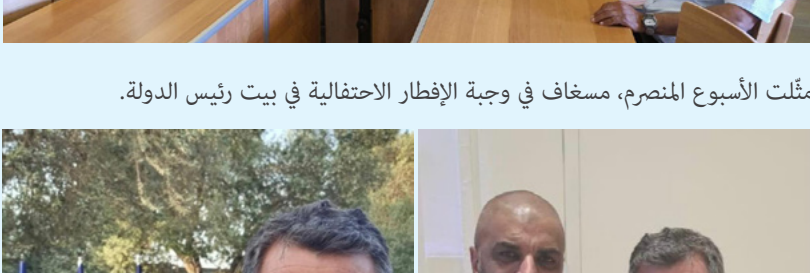 مثّلت الأسبوع المنصرم، مسغاف في وجبة الإفطار الاحتفالية في بيت رئيس الدولة.